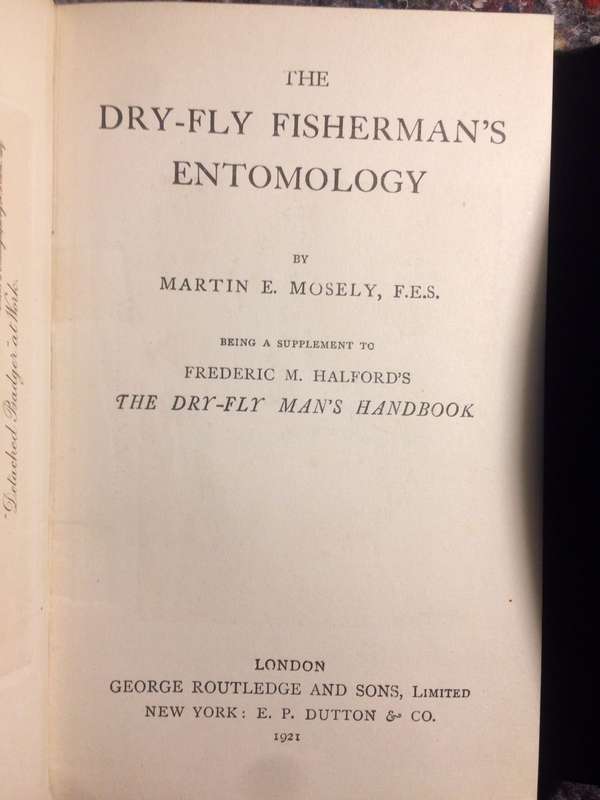 THE
DRY-FLY FISHERMAN'S
ENTOMOLOGY
BY
MARTIN E. MOSELY, F.E.S.
BEING A SUPPLEMENT TO
FREDERIC M. HALFORD'S
THE DRY-FLY MAN'S HANDBOOK
LONDON
GEORGE ROUTLEDGE AND SONS, LIMITED
NEW YORK: E. P. DUTTON & CO.
1921
"Detached Badger" at Work.